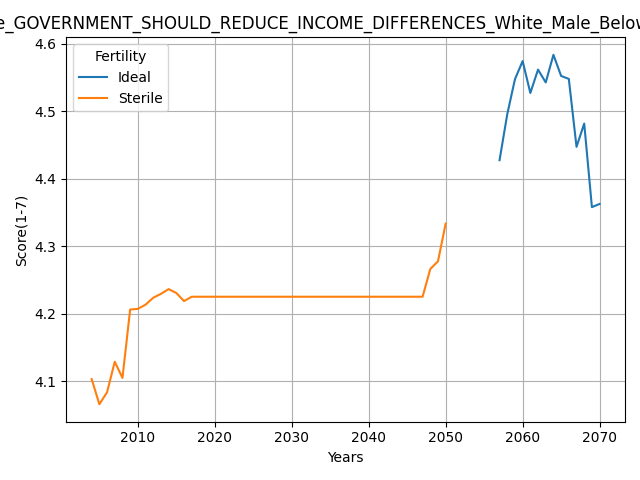 e_GOVERNMENT_SHOULD_REDUCE_INCOME_DIFFERENCES_White_Male_Below
Fertility
Ideal
Sterile
Score(1-7)
4.6
4.5
4.4
4.3
4.2
4.1
2010 2020 2030 2040 2050 2060 2070
Years